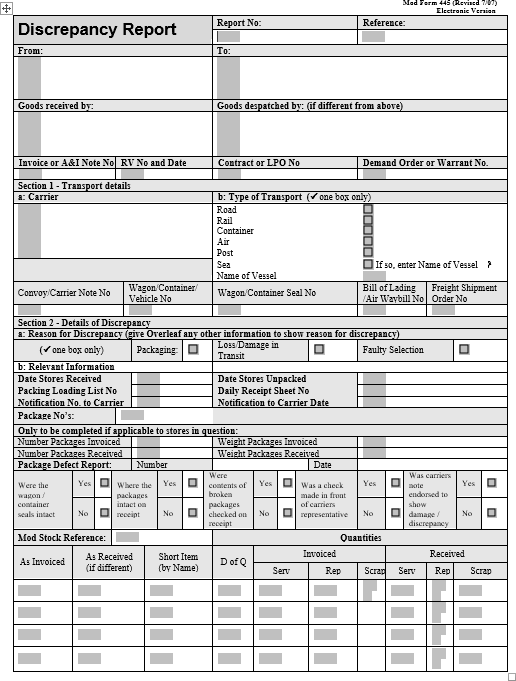 Mod Form 445 (Revised 7/07)
Electronic Version
Discrepancy Report
Report No:
Reference:
From:
To:
Goods received by:
Goods despatched by: (if different from above)
Invoice or A&I Note No
RV No and Date
Contract or LPO No
Demand Order or Warrant No.
Section 1 - Transport details
a: Carrier
b: Type of Transport (✓one box only)
Road
Rail
Container
Air
Post
Sea
If so, enter Name of Vessel
?
Name of Vessel
Convoy/Carrier Note No
Wagon/Container/
Vehicle No
Wagon/Container Seal No
Bill of Lading
/Air Waybill No
Freight Shipment
Order No
Section 2 - Details of Discrepancy
a: Reason for Discrepancy (give Overleaf any other information to show reason for discrepancy)
(✓one box only)
Packaging:
Loss/Damage in
Transit
Faulty Selection
b: Relevant Information
Date Stores Received
Date Stores Unpacked
Packing Loading List No
Daily Receipt Sheet No
Notification No. to Carrier
Notification to Carrier Date
Package No's:
Only to be completed if applicable to stores in question:
Number Packages Invoiced
Weight Packages Invoiced
Number Packages Received
Weight Packages Received
Package Defect Report:
Number
Date
Were the
wagon /
container
seals intact
Yes
No
Where the
packages
intact on
receipt
Yes
No
Were
contents of
broken
packages
checked on
receipt
Yes
No
Was a check
made in front
of carriers
representative
Yes
No
Was carriers
note
endorsed to
show
damage /
discrepancy
Yes
No
Mod Stock Reference:
Quantities
As Invoiced
As Received
(if different)
Short Item
(by Name)
D of Q
Invoiced
Received
Serv
Rep
Scrap
Serv
Rep
Scrap